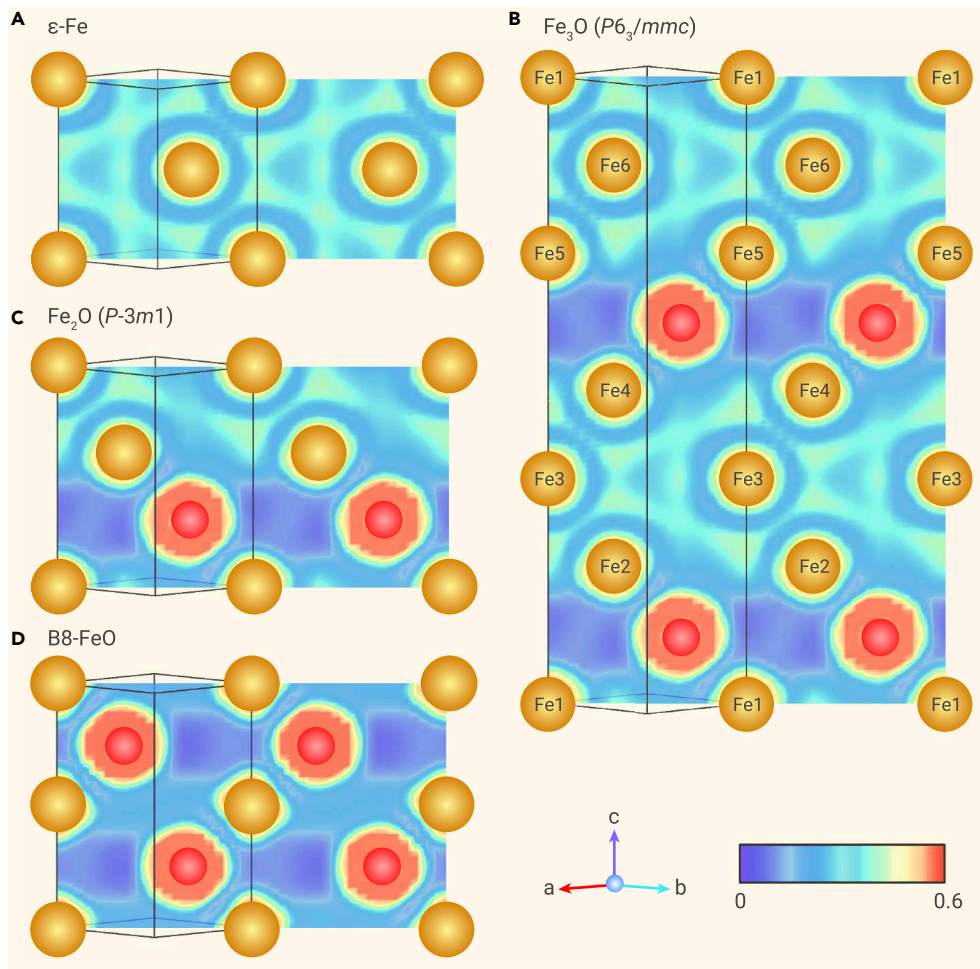 A ε-Fe
B Fe₃O (P6₃/mmc)
Fe1 Fe1 Fe1
Fe6 Fe6
Fe5 Fe5 Fe5
C Fe₂O (P-3m1)
Fe4 Fe4
Fe3 Fe3 Fe3
Fe2 Fe2
D B8-FeO
Fe1 Fe1 Fe1
c
a b
0 0.6